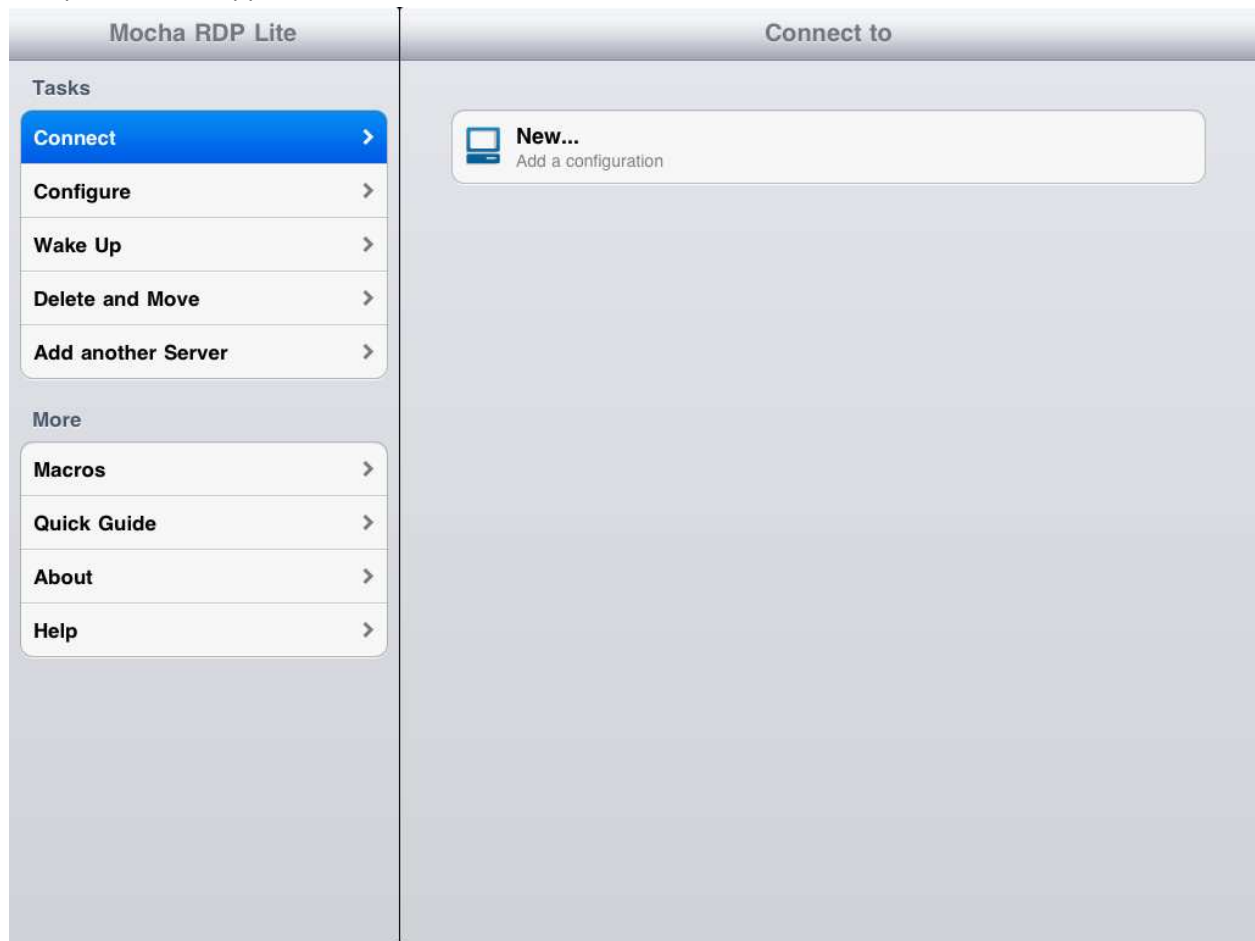 Mocha RDP Lite
Tasks
Connect
Configure
Wake Up
Delete and Move
Add another Server
More
Macros
Quick Guide
About
Help
Connect to
New...
Add a configuration